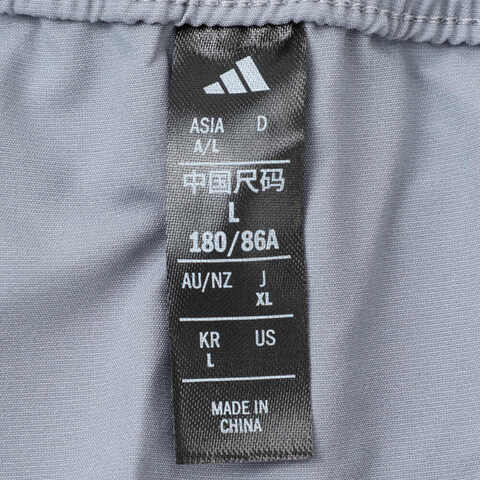 ASIA D
A/L
中国尺码
L
180/86A
AU/NZ J
XL
KR US
L
MADE IN
CHINA